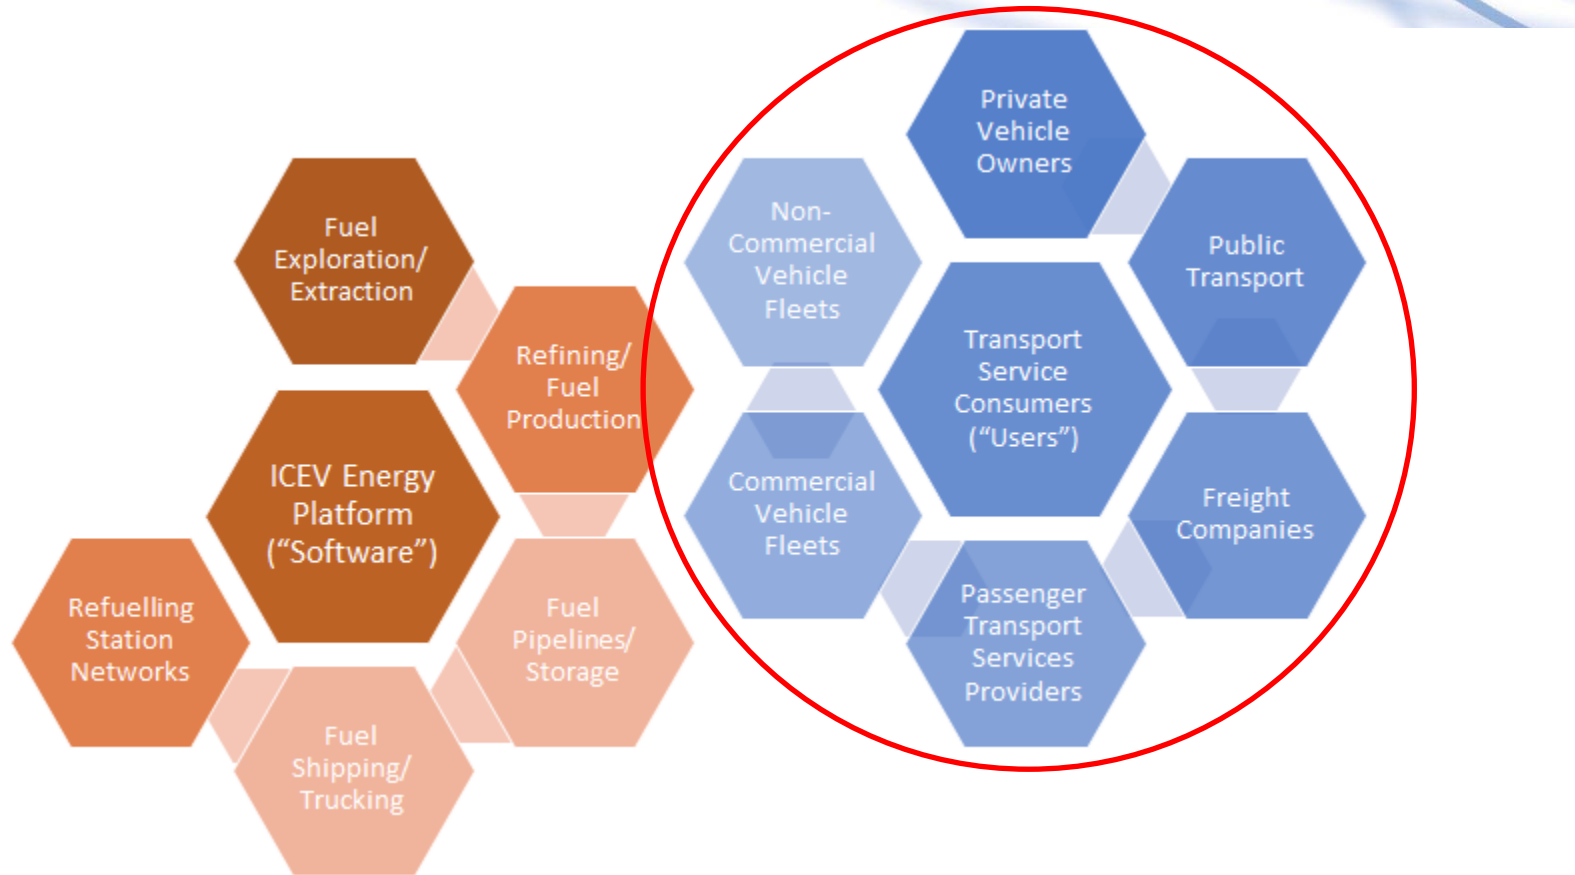 Fuel
Exploration/
Extraction
Refining/
Fuel
Production
ICEV Energy
Platform
(“Software”)
Fuel
Pipelines/
Storage
Fuel
Shipping/
Trucking
Refuelling
Station
Networks
Private
Vehicle
Owners
Public
Transport
Freight
Companies
Passenger
Transport
Services
Providers
Commercial
Vehicle
Fleets
Non-
Commercial
Vehicle
Fleets
Transport
Service
Consumers
(“Users”)